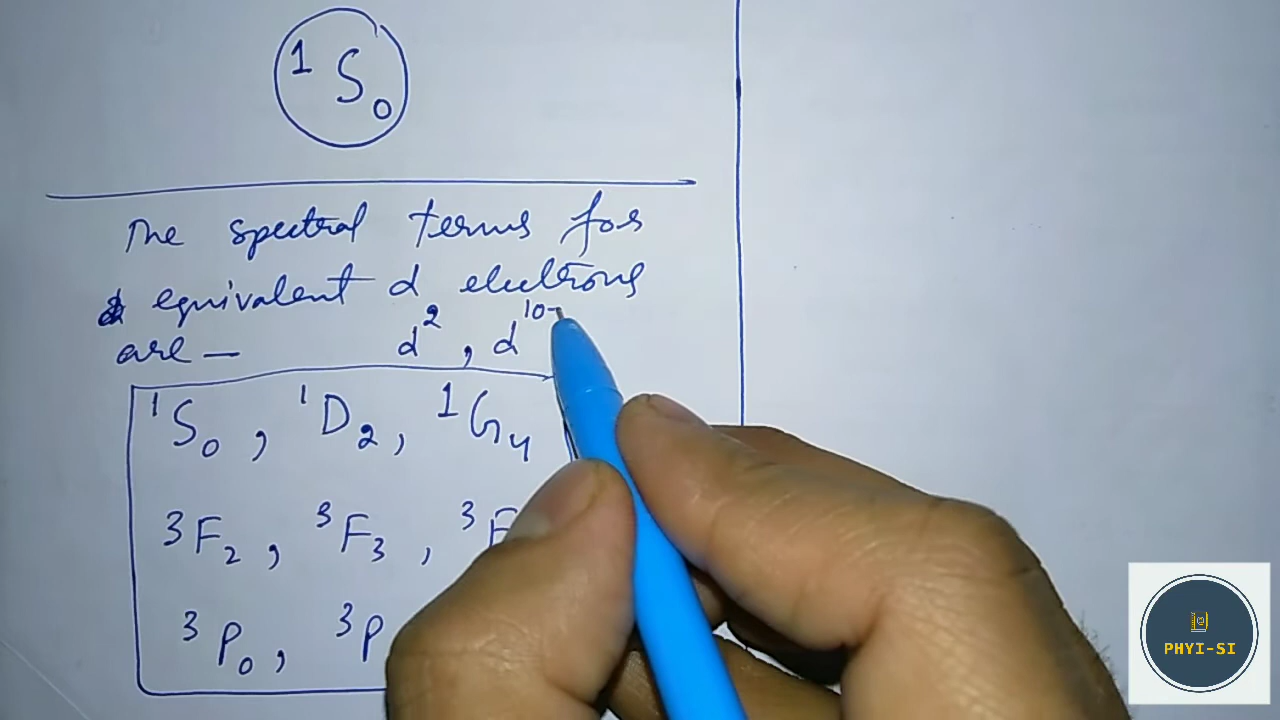 ¹S₀
The spectral terms for
equivalent d electrons
are — d², d¹⁰⁻
¹S₀, ¹D₂, ¹G₄
³F₂, ³F₃, ³F
³P₀, ³P
PHYI-SI